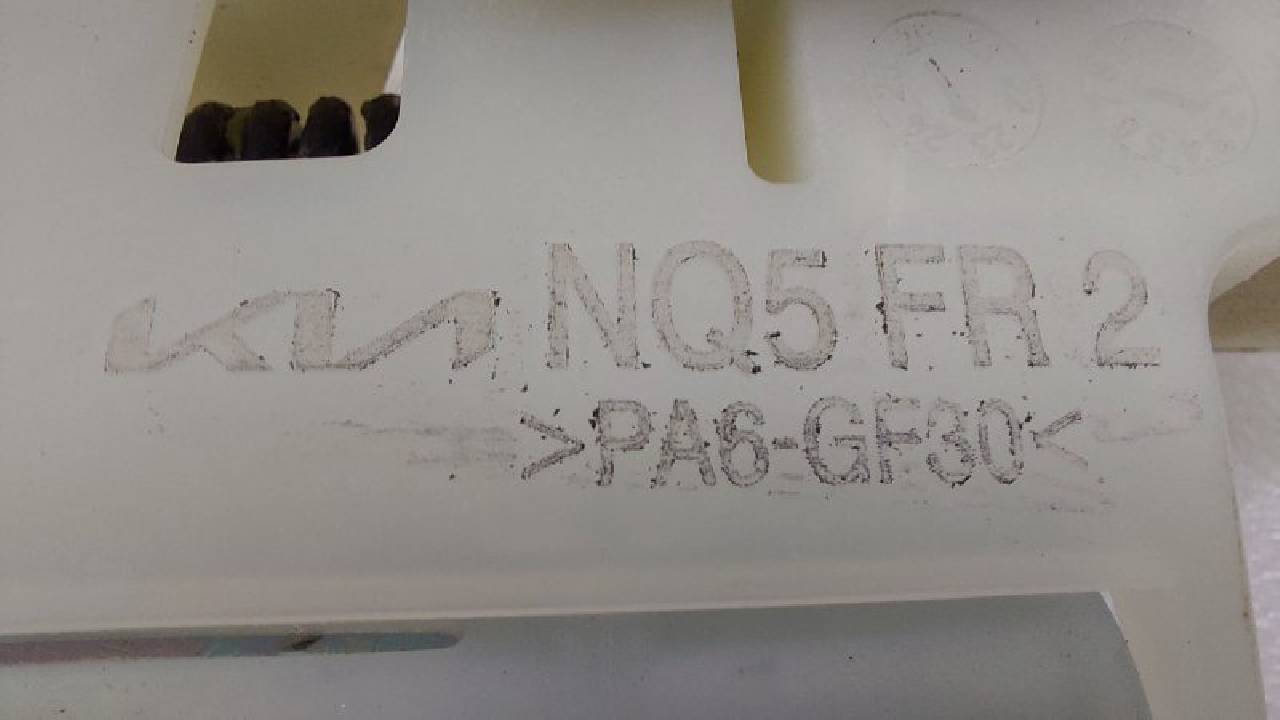 KIA NQ5 FR 2
>PA6-GF30<